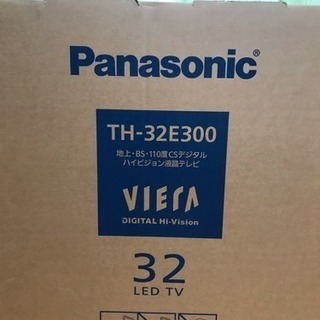 Panasonic®
TH-32E300
地上・BS・110度CSデジタル
ハイビジョン液晶テレビ
VIERA
DIGITAL Hi-Vision
32
LED TV